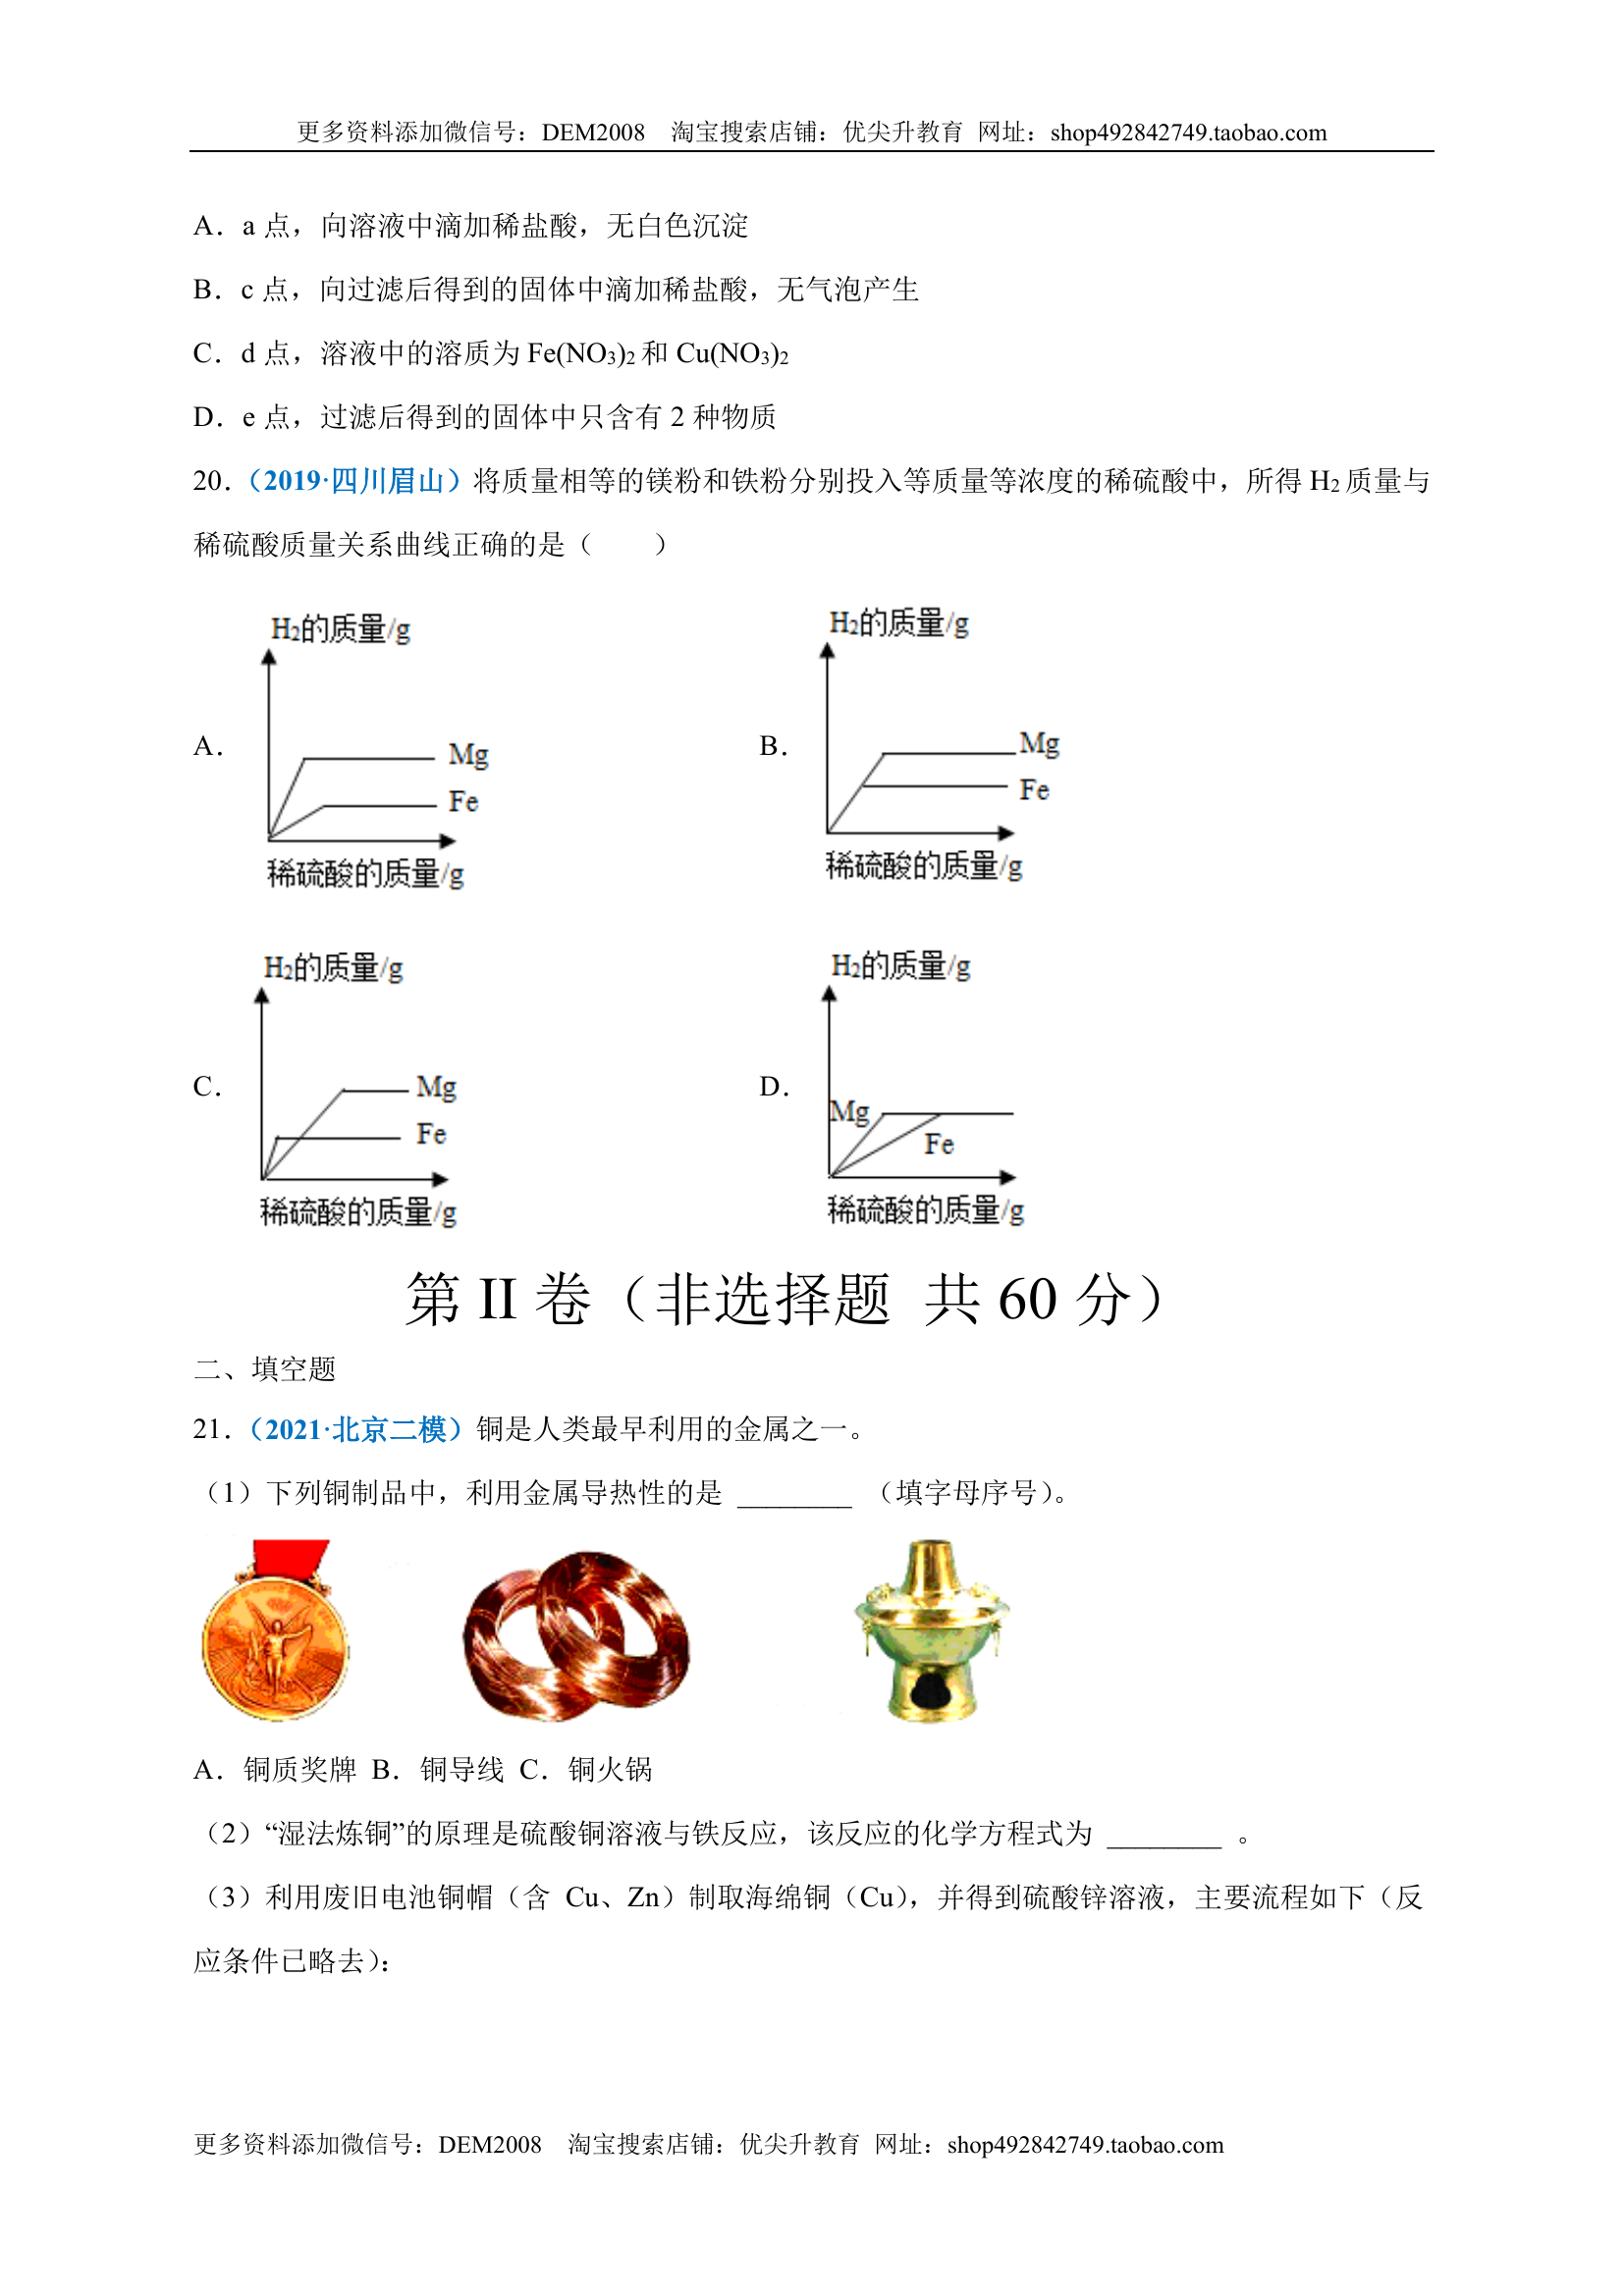 更多资料添加微信号：DEM2008 淘宝搜索店铺：优尖升教育 网址：shop492842749.taobao.com
A．a 点，向溶液中滴加稀盐酸，无白色沉淀
B．c 点，向过滤后得到的固体中滴加稀盐酸，无气泡产生
C．d 点，溶液中的溶质为 Fe(NO₃)₂和 Cu(NO₃)₂
D．e 点，过滤后得到的固体中只含有 2 种物质
20．（2019·四川眉山）将质量相等的镁粉和铁粉分别投入等质量等浓度的稀硫酸中，所得 H₂ 质量与
稀硫酸质量关系曲线正确的是（　　）
A．
H₂的质量/g
Mg
Fe
稀硫酸的质量/g
B．
H₂的质量/g
Mg
Fe
稀硫酸的质量/g
C．
H₂的质量/g
Mg
Fe
稀硫酸的质量/g
D．
H₂的质量/g
Mg
Fe
稀硫酸的质量/g
第 II 卷（非选择题 共 60 分）
二、填空题
21．（2021·北京二模）铜是人类最早利用的金属之一。
（1）下列铜制品中，利用金属导热性的是 ________ （填字母序号）。
A．铜质奖牌 B．铜导线 C．铜火锅
（2）“湿法炼铜”的原理是硫酸铜溶液与铁反应，该反应的化学方程式为 ________ 。
（3）利用废旧电池铜帽（含 Cu、Zn）制取海绵铜（Cu），并得到硫酸锌溶液，主要流程如下（反
应条件已略去）：
更多资料添加微信号：DEM2008 淘宝搜索店铺：优尖升教育 网址：shop492842749.taobao.com